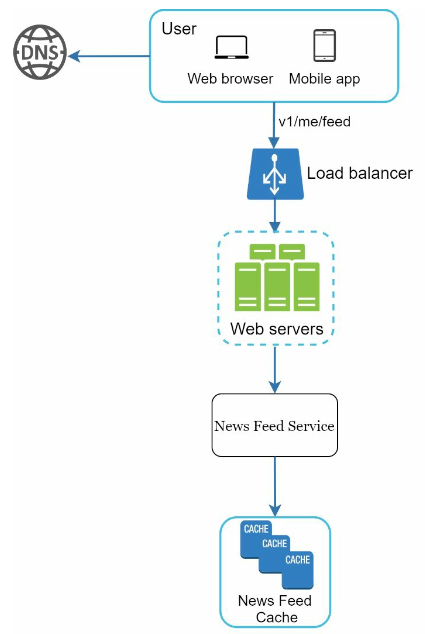 User
DNS
Web browser
Mobile app
v1/me/feed
Load balancer
Web servers
News Feed Service
CACHE
CACHE
CACHE
News Feed
Cache